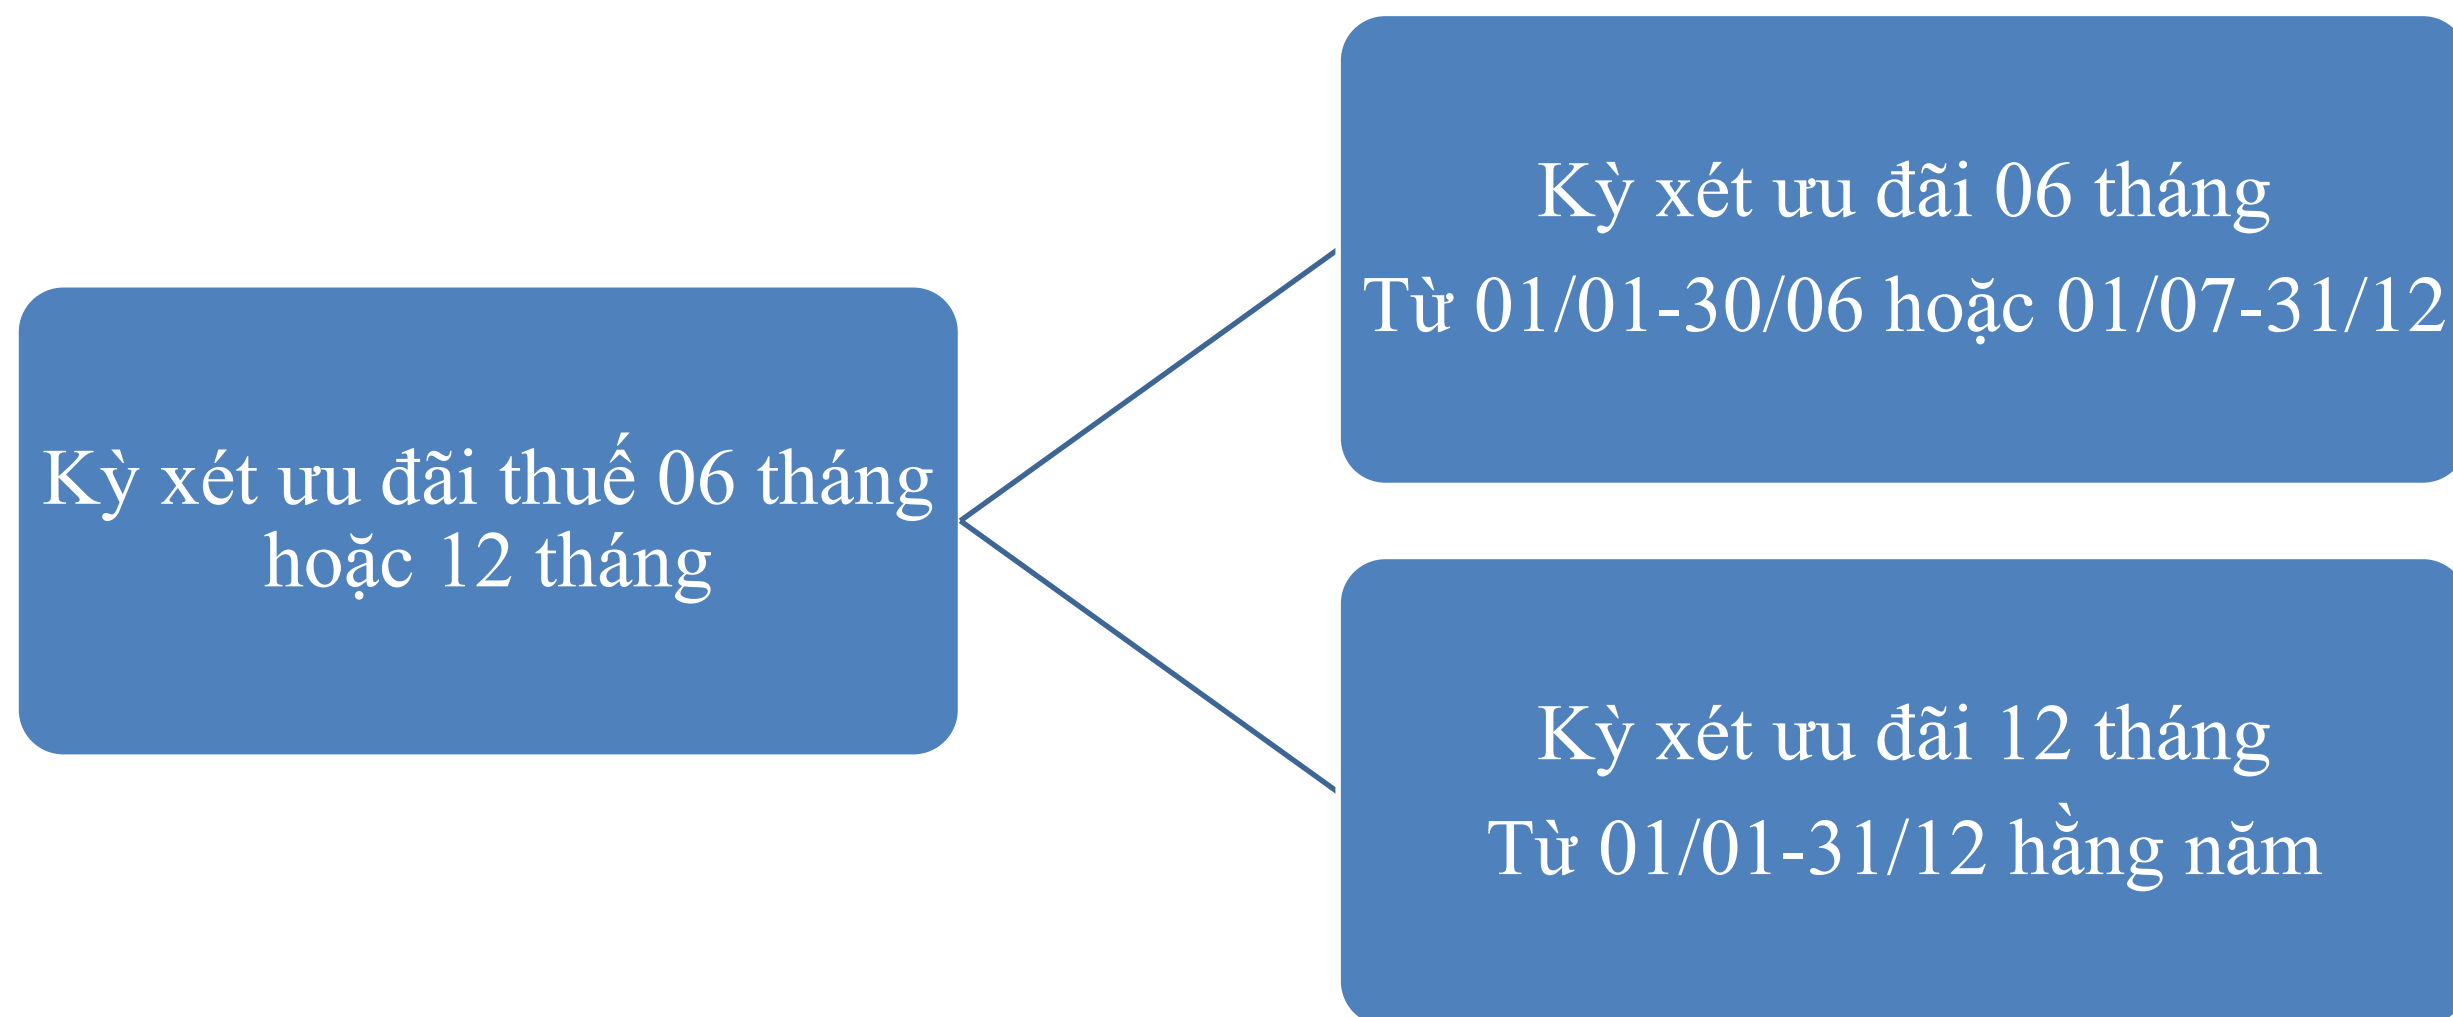 Kỳ xét ưu đãi thuế 06 tháng
hoặc 12 tháng
Kỳ xét ưu đãi 06 tháng
Từ 01/01-30/06 hoặc 01/07-31/12
Kỳ xét ưu đãi 12 tháng
Từ 01/01-31/12 hằng năm